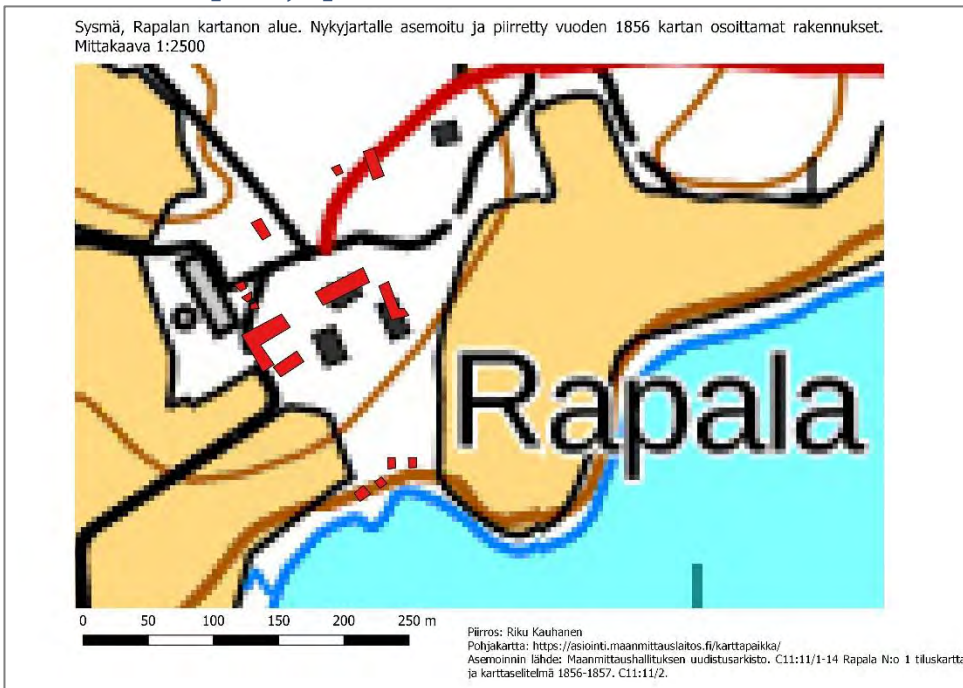 Sysmä, Rapalan kartanon alue. Nykyjartalle asemoitu ja piirretty vuoden 1856 kartan osoittamat rakennukset.
Mittakaava 1:2500
Rapala
0 50 100 150 200 250 m
Piirros: Riku Kauhanen
Pohjakartta: https://asiointi.maanmittauslaitos.fi/karttapaikka/
Asemoinnin lähde: Maanmittaushallituksen uudistusarkisto. C11:11/1-14 Rapala N:o 1 tiluskartta
ja karttaselitelmä 1856-1857. C11:11/2.